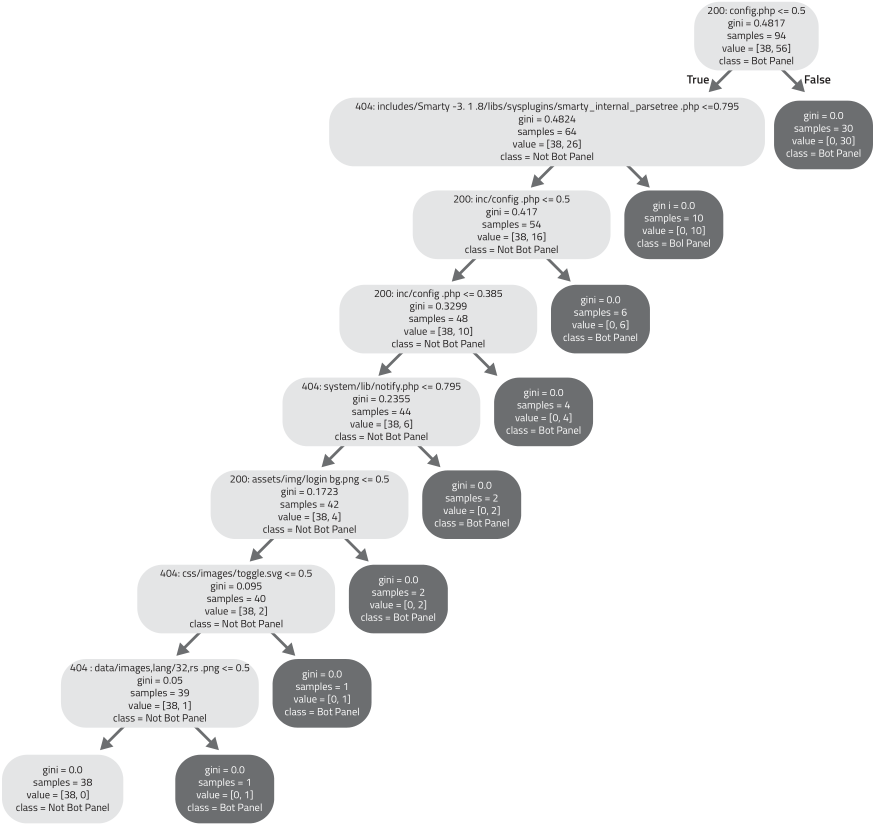 200: config.php <= 0.5
gini = 0.4817
samples = 94
value = [38, 56]
class = Bot Panel
True
False
404: includes/Smarty -3. 1 .8/libs/sysplugins/smarty_internal_parsetree .php <=0.795
gini = 0.4824
samples = 64
value = [38, 26]
class = Not Bot Panel
gini = 0.0
samples = 30
value = [0, 30]
class = Bot Panel
200: inc/config .php <= 0.5
gini = 0.417
samples = 54
value = [38, 16]
class = Not Bot Panel
gin i = 0.0
samples = 10
value = [0, 10]
class = Bol Panel
200: inc/config .php <= 0.385
gini = 0.3299
samples = 48
value = [38, 10]
class = Not Bot Panel
gini = 0.0
samples = 6
value = [0, 6]
class = Bot Panel
404: system/lib/notify.php <= 0.795
gini = 0.2355
samples = 44
value = [38, 6]
class = Not Bot Panel
gini = 0.0
samples = 4
value = [0, 4]
class = Bot Panel
200: assets/img/login bg.png <= 0.5
gini = 0.1723
samples = 42
value = [38, 4]
class = Not Bot Panel
gini = 0.0
samples = 2
value = [0, 2]
class = Bot Panel
404: css/images/toggle.svg <= 0.5
gini = 0.095
samples = 40
value = [38, 2]
class = Not Bot Panel
gini = 0.0
samples = 2
value = [0, 2]
class = Bot Panel
404 : data/images,lang/32,rs .png <= 0.5
gini = 0.05
samples = 39
value = [38, 1]
class = Not Bot Panel
gini = 0.0
samples = 1
value = [0, 1]
class = Bot Panel
gini = 0.0
samples = 38
value = [38, 0]
class = Not Bot Panel
gini = 0.0
samples = 1
value = [0, 1]
class = Bot Panel